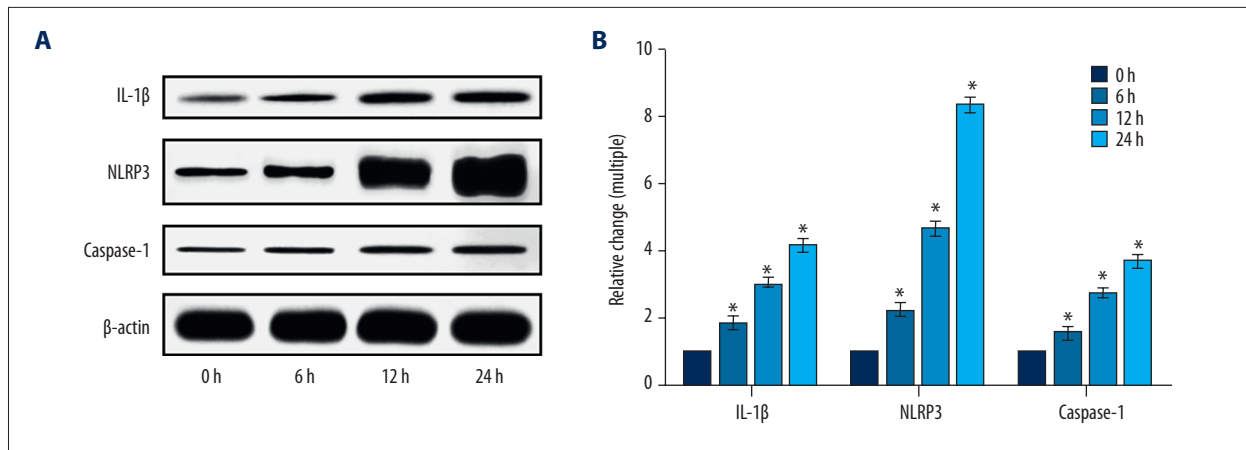 A
IL-1β
NLRP3
Caspase-1
β-actin
0 h 6 h 12 h 24 h
B
Relative change (multiple)
10
8
6
4
2
0
* * *
* * *
* * *
IL-1β NLRP3 Caspase-1
0 h
6 h
12 h
24 h